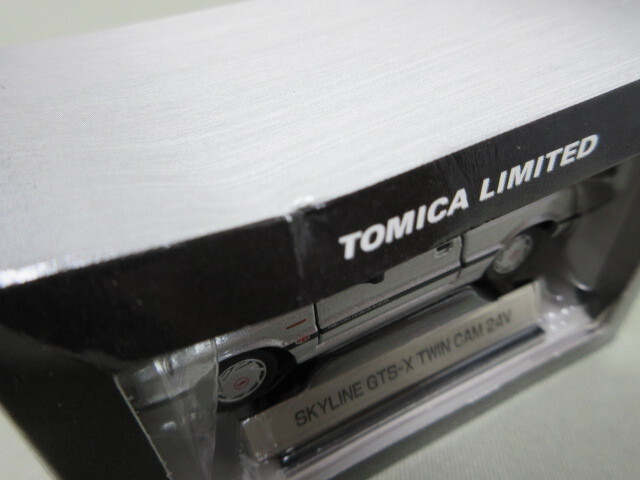 TOMICA LIMITED
SKYLINE GTS-X TWIN CAM 24V